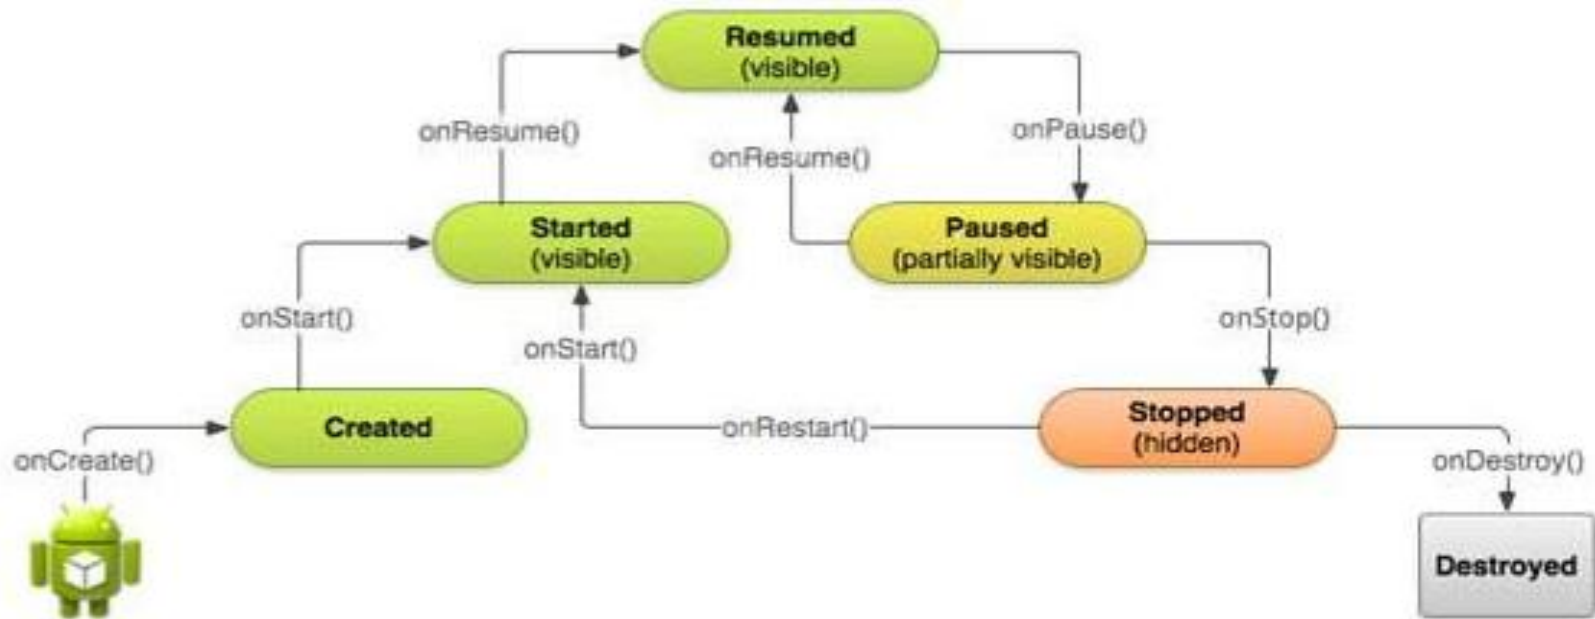 Resumed
(visible)
onResume()
onPause()
onResume()
Started
(visible)
Paused
(partially visible)
onStart()
onStart()
onStop()
Created
onRestart()
Stopped
(hidden)
onCreate()
onDestroy()
Destroyed